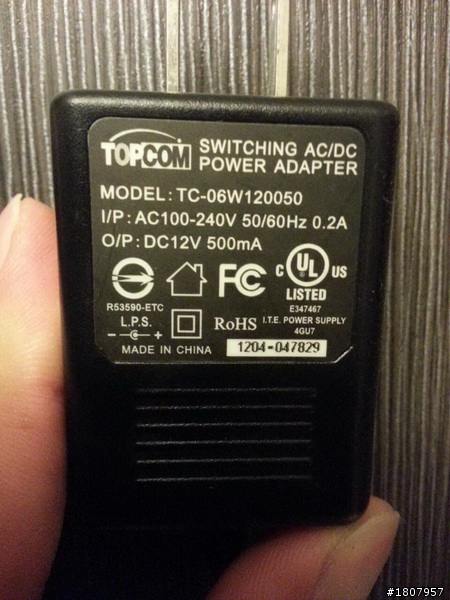 TOPCOM
SWITCHING AC/DC
POWER ADAPTER
MODEL: TC-06W120050
I/P: AC100-240V 50/60Hz 0.2A
O/P: DC12V 500mA
FC
C UL US
LISTED
R53590-ETC
E347467
L.P.S.
RoHS
I.T.E. POWER SUPPLY
4GU7
- +
MADE IN CHINA
1204-047829
#1807957